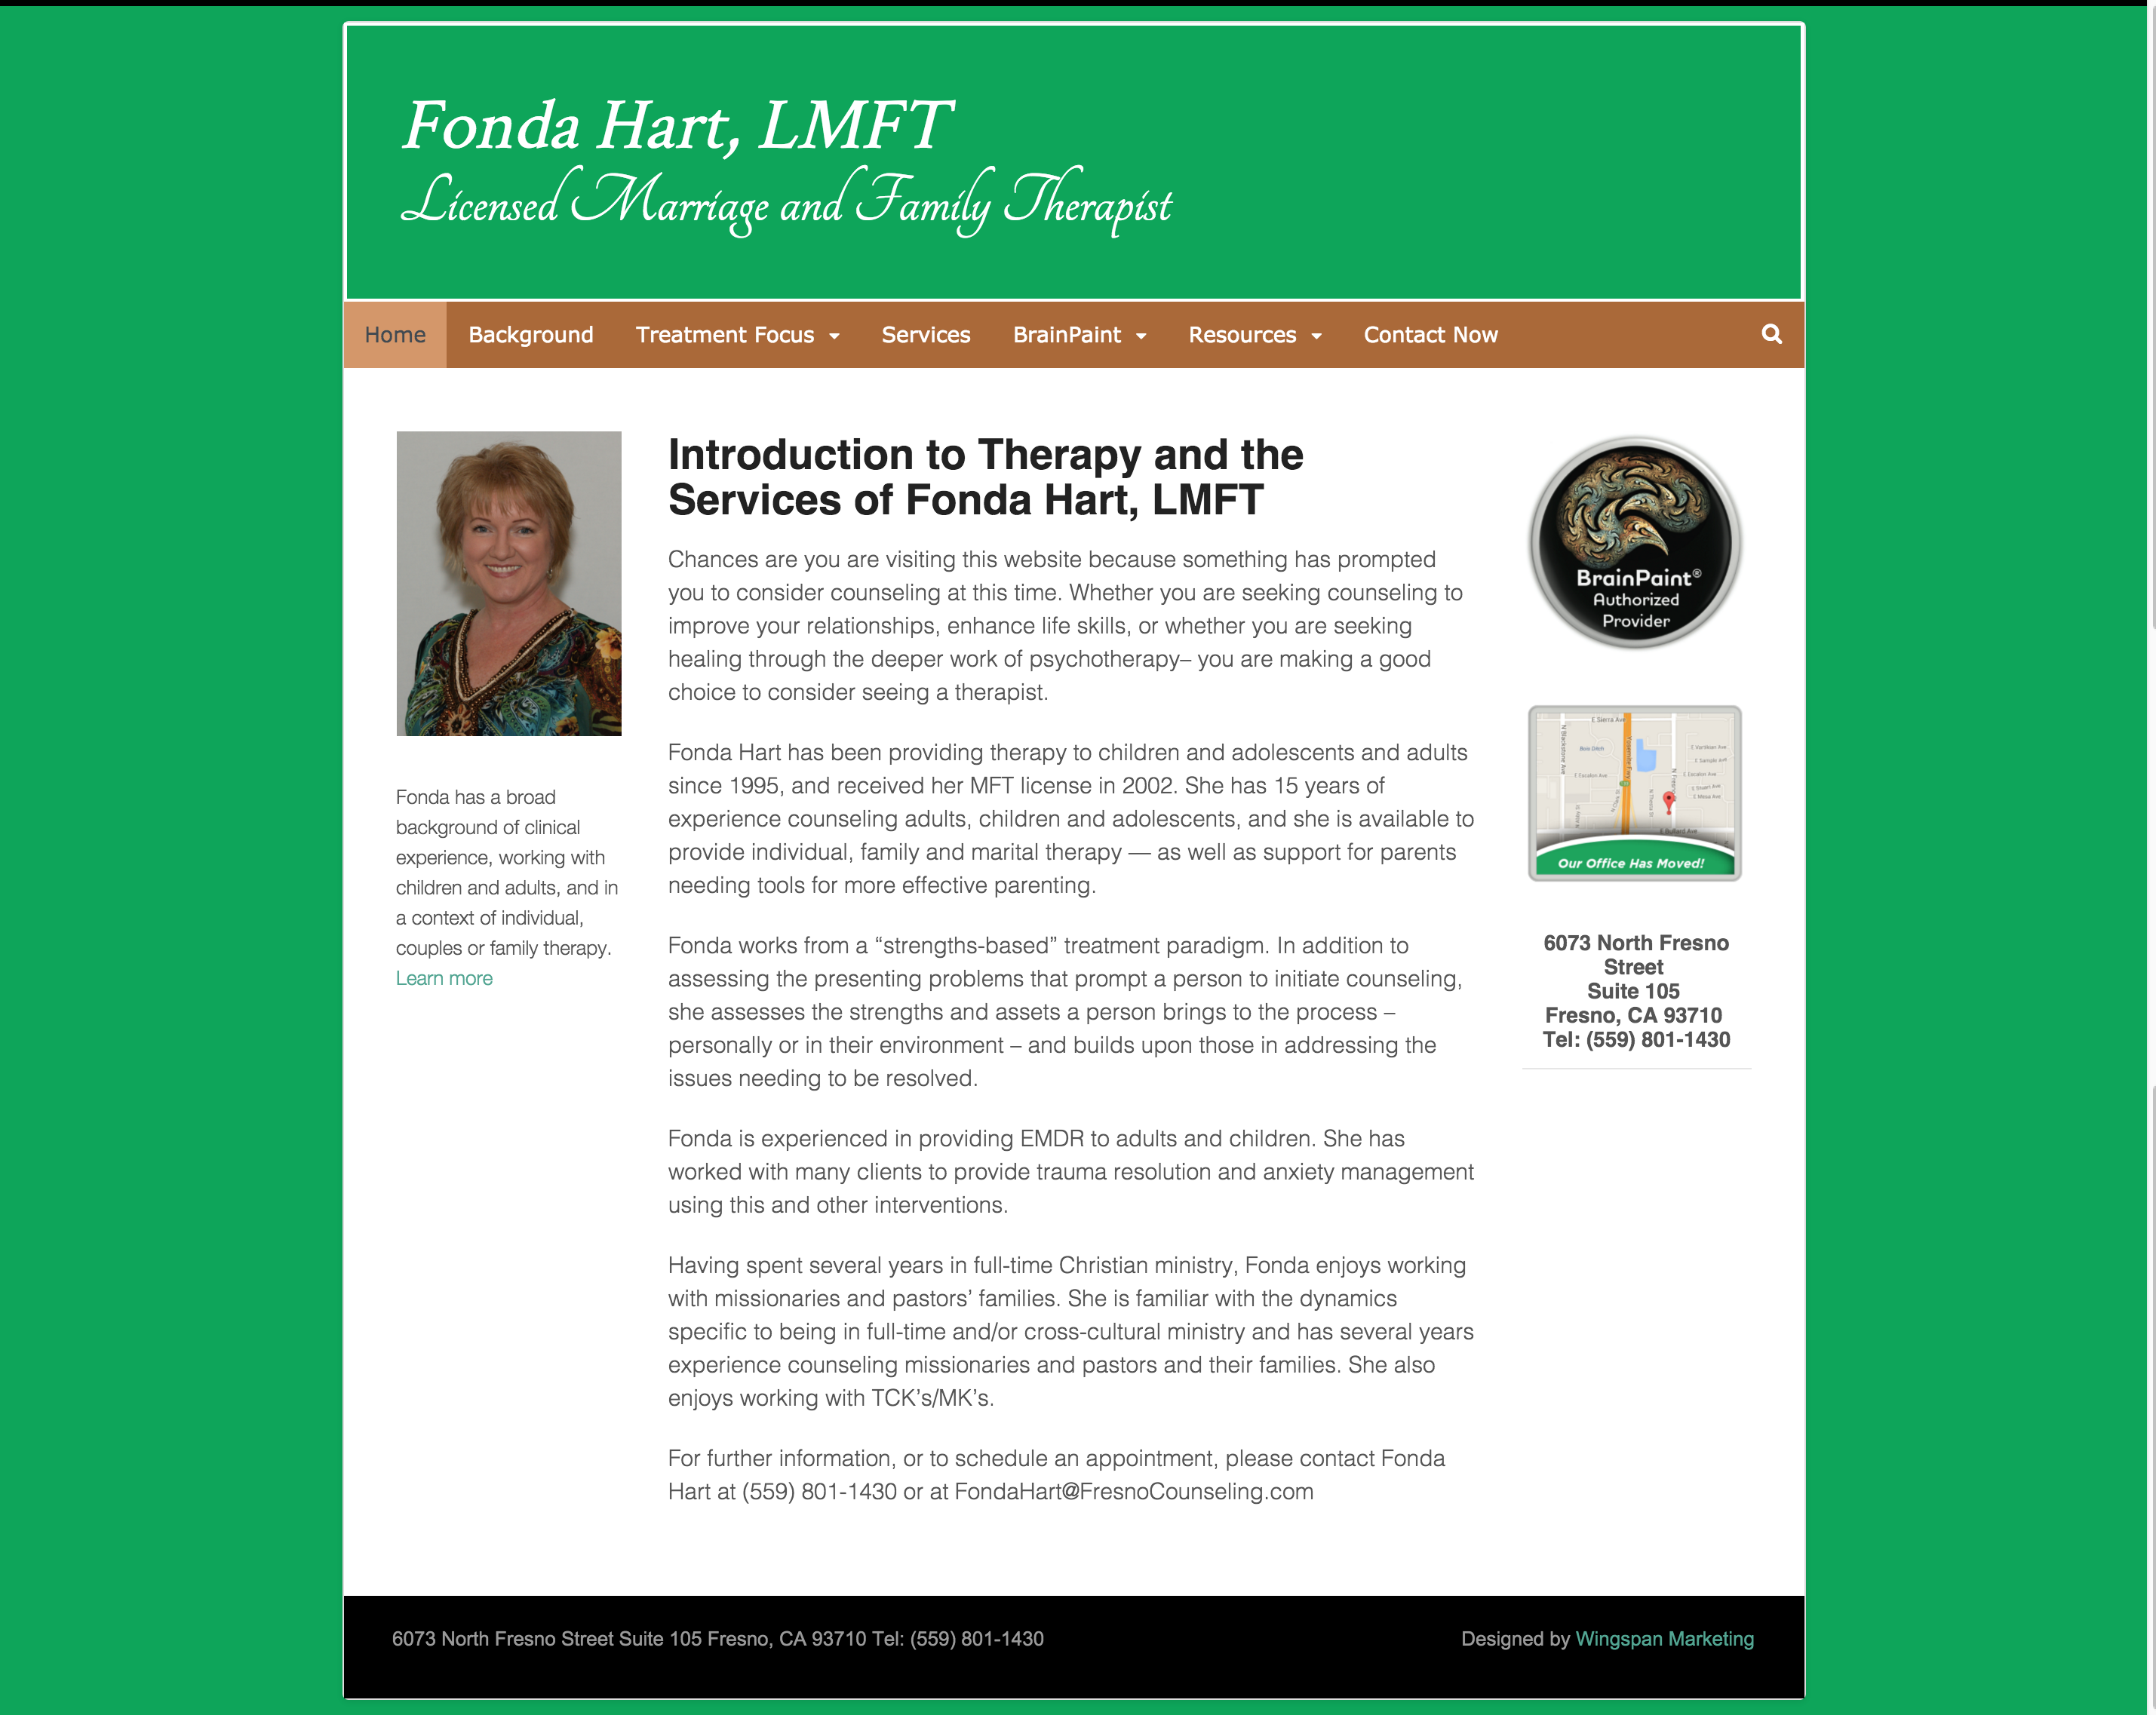 Fonda Hart, LMFT
Licensed Marriage and Family Therapist
Home
Background
Treatment Focus
Services
BrainPaint
Resources
Contact Now
Fonda has a broad
background of clinical
experience, working with
children and adults, and in
a context of individual,
couples or family therapy.
Learn more
Introduction to Therapy and the
Services of Fonda Hart, LMFT
Chances are you are visiting this website because something has prompted
you to consider counseling at this time. Whether you are seeking counseling to
improve your relationships, enhance life skills, or whether you are seeking
healing through the deeper work of psychotherapy– you are making a good
choice to consider seeing a therapist.
Fonda Hart has been providing therapy to children and adolescents and adults
since 1995, and received her MFT license in 2002. She has 15 years of
experience counseling adults, children and adolescents, and she is available to
provide individual, family and marital therapy — as well as support for parents
needing tools for more effective parenting.
Fonda works from a “strengths-based” treatment paradigm. In addition to
assessing the presenting problems that prompt a person to initiate counseling,
she assesses the strengths and assets a person brings to the process –
personally or in their environment – and builds upon those in addressing the
issues needing to be resolved.
Fonda is experienced in providing EMDR to adults and children. She has
worked with many clients to provide trauma resolution and anxiety management
using this and other interventions.
Having spent several years in full-time Christian ministry, Fonda enjoys working
with missionaries and pastors’ families. She is familiar with the dynamics
specific to being in full-time and/or cross-cultural ministry and has several years
experience counseling missionaries and pastors and their families. She also
enjoys working with TCK’s/MK’s.
For further information, or to schedule an appointment, please contact Fonda
Hart at (559) 801-1430 or at FondaHart@FresnoCounseling.com
BrainPaint®
Authorized
Provider
E Sierra Ave
N Blackstone Ave
E Escalon Ave
E Escalon Ave
E Stuart Ave
E Mesa Ave
E Bullard Ave
Our Office Has Moved!
6073 North Fresno
Street
Suite 105
Fresno, CA 93710
Tel: (559) 801-1430
6073 North Fresno Street Suite 105 Fresno, CA 93710 Tel: (559) 801-1430
Designed by Wingspan Marketing